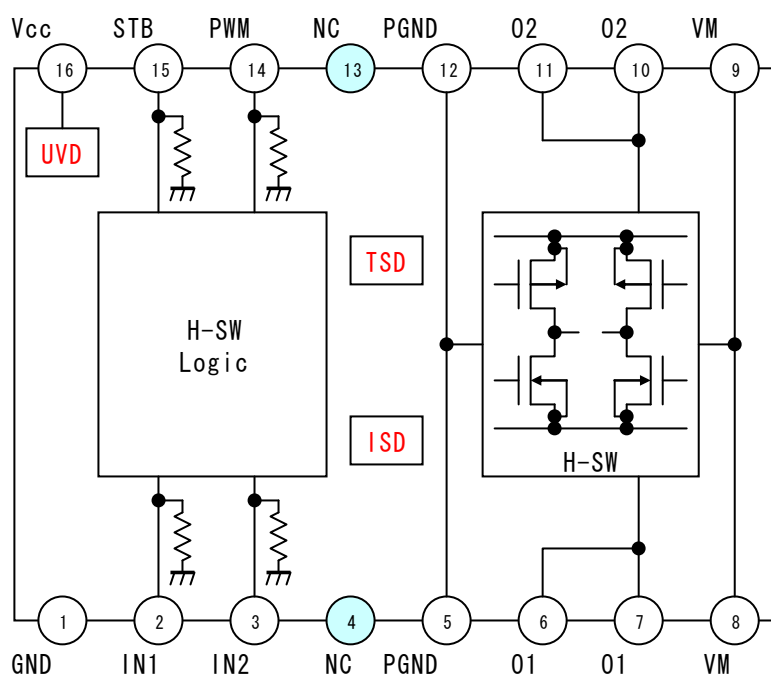 Vcc STB PWM NC PGND O2 O2 VM
16 15 14 13 12 11 10 9
UVD
TSD
H-SW
Logic
ISD
H-SW
1 2 3 4 5 6 7 8
GND IN1 IN2 NC PGND O1 O1 VM